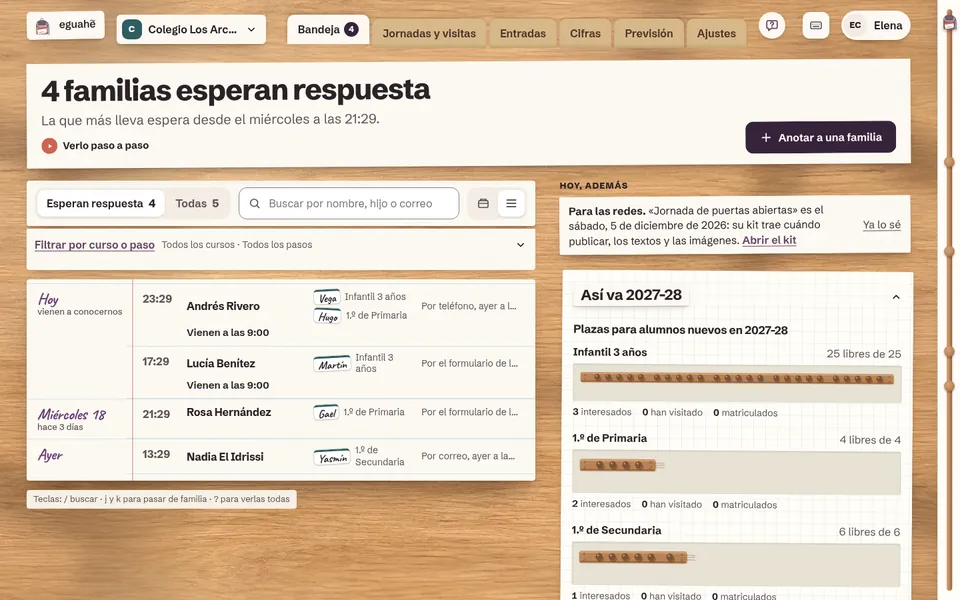 eguahē
C Colegio Los Arc...
Bandeja 4
Jornadas y visitas
Entradas
Cifras
Previsión
Ajustes
EC Elena
4 familias esperan respuesta
La que más lleva espera desde el miércoles a las 21:29.
Verlo paso a paso
+ Anotar a una familia
Esperan respuesta 4
Todas 5
Buscar por nombre, hijo o correo
Filtrar por curso o paso
Todos los cursos · Todos los pasos
Hoy
vienen a conocernos
23:29
Andrés Rivero
Vega Infantil 3 años
Hugo 1.º de Primaria
Por teléfono, ayer a l...
Vienen a las 9:00
17:29
Lucía Benítez
Martín Infantil 3 años
Por el formulario de l...
Vienen a las 9:00
Miércoles 18
hace 3 días
21:29
Rosa Hernández
Gael 1.º de Primaria
Por el formulario de l...
Ayer
13:29
Nadia El Idrissi
Yasmín 1.º de Secundaria
Por correo, ayer a la...
Teclas: / buscar · j y k para pasar de familia · ? para verlas todas
HOY, ADEMÁS
Para las redes. «Jornada de puertas abiertas» es el
sábado, 5 de diciembre de 2026: su kit trae cuándo
publicar, los textos y las imágenes. Abrir el kit
Ya lo sé
Así va 2027-28
Plazas para alumnos nuevos en 2027-28
Infantil 3 años
25 libres de 25
3 interesados 0 han visitado 0 matriculados
1.º de Primaria
4 libres de 4
2 interesados 0 han visitado 0 matriculados
1.º de Secundaria
6 libres de 6
1 interesados 0 han visitado 0 matriculados